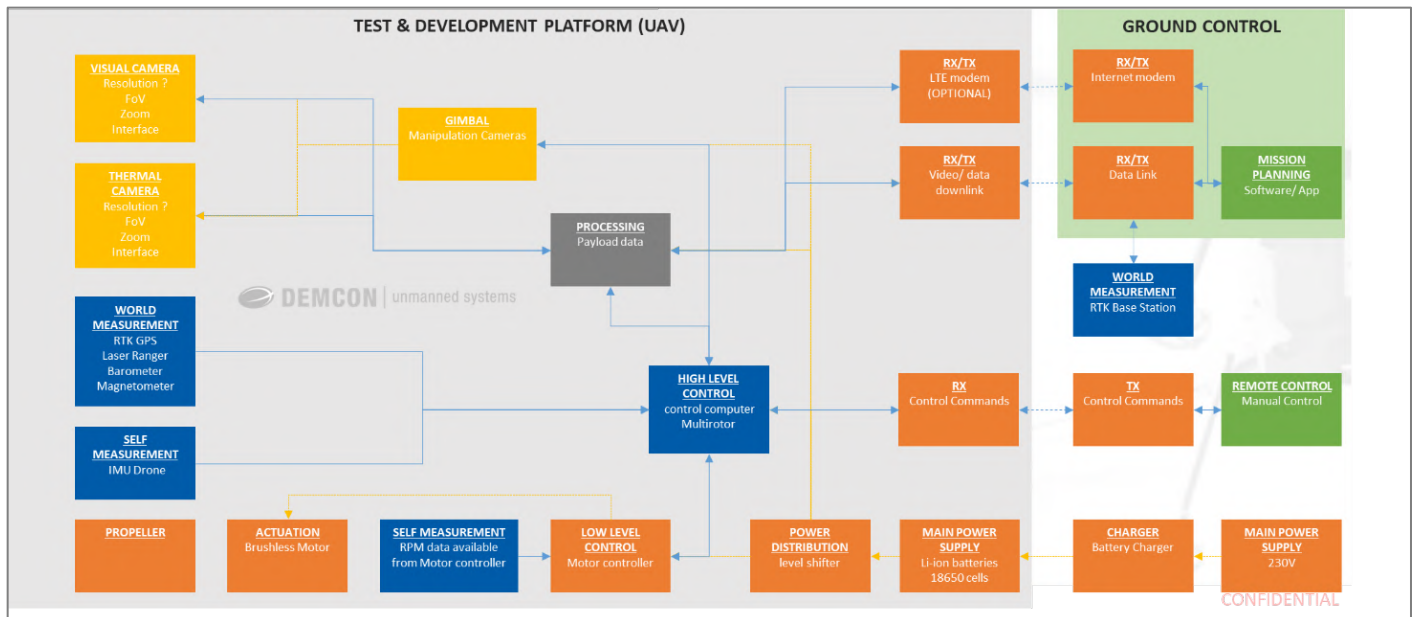 TEST & DEVELOPMENT PLATFORM (UAV)
GROUND CONTROL
VISUAL CAMERA
Resolution ?
FoV
Zoom
Interface
THERMAL
CAMERA
Resolution ?
FoV
Zoom
Interface
GIMBAL
Manipulation Cameras
PROCESSING
Payload data
RX/TX
LTE modem
(OPTIONAL)
RX/TX
Video/ data
downlink
RX/TX
Internet modem
RX/TX
Data Link
MISSION
PLANNING
Software/ App
DEMCON | unmanned systems
WORLD
MEASUREMENT
RTK GPS
Laser Ranger
Barometer
Magnetometer
WORLD
MEASUREMENT
RTK Base Station
HIGH LEVEL
CONTROL
control computer
Multirotor
RX
Control Commands
TX
Control Commands
REMOTE CONTROL
Manual Control
SELF
MEASUREMENT
IMU Drone
PROPELLER
ACTUATION
Brushless Motor
SELF MEASUREMENT
RPM data available
from Motor controller
LOW LEVEL
CONTROL
Motor controller
POWER
DISTRIBUTION
level shifter
MAIN POWER
SUPPLY
Li-ion batteries
18650 cells
CHARGER
Battery Charger
MAIN POWER
SUPPLY
230V
CONFIDENTIAL